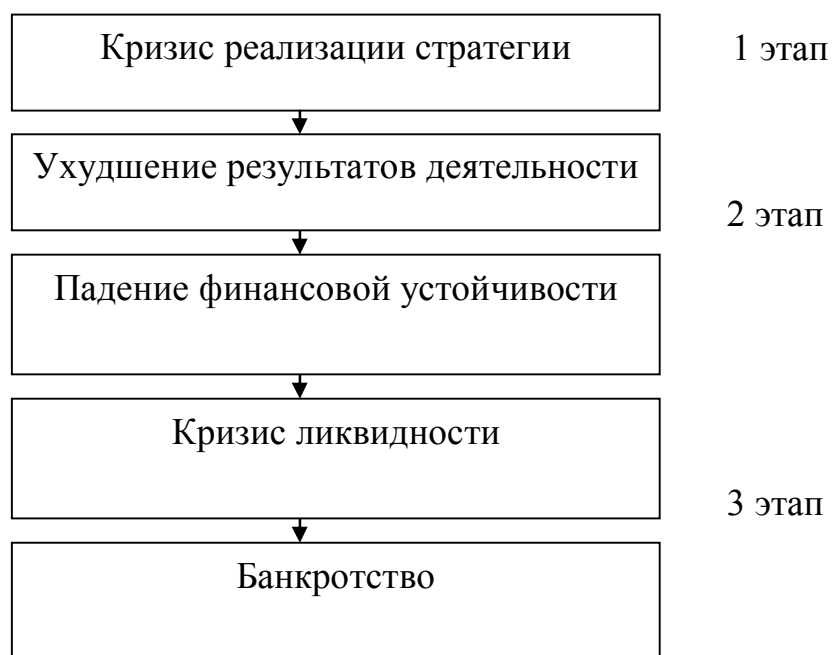 Кризис реализации стратегии
1 этап
Ухудшение результатов деятельности
2 этап
Падение финансовой устойчивости
Кризис ликвидности
3 этап
Банкротство